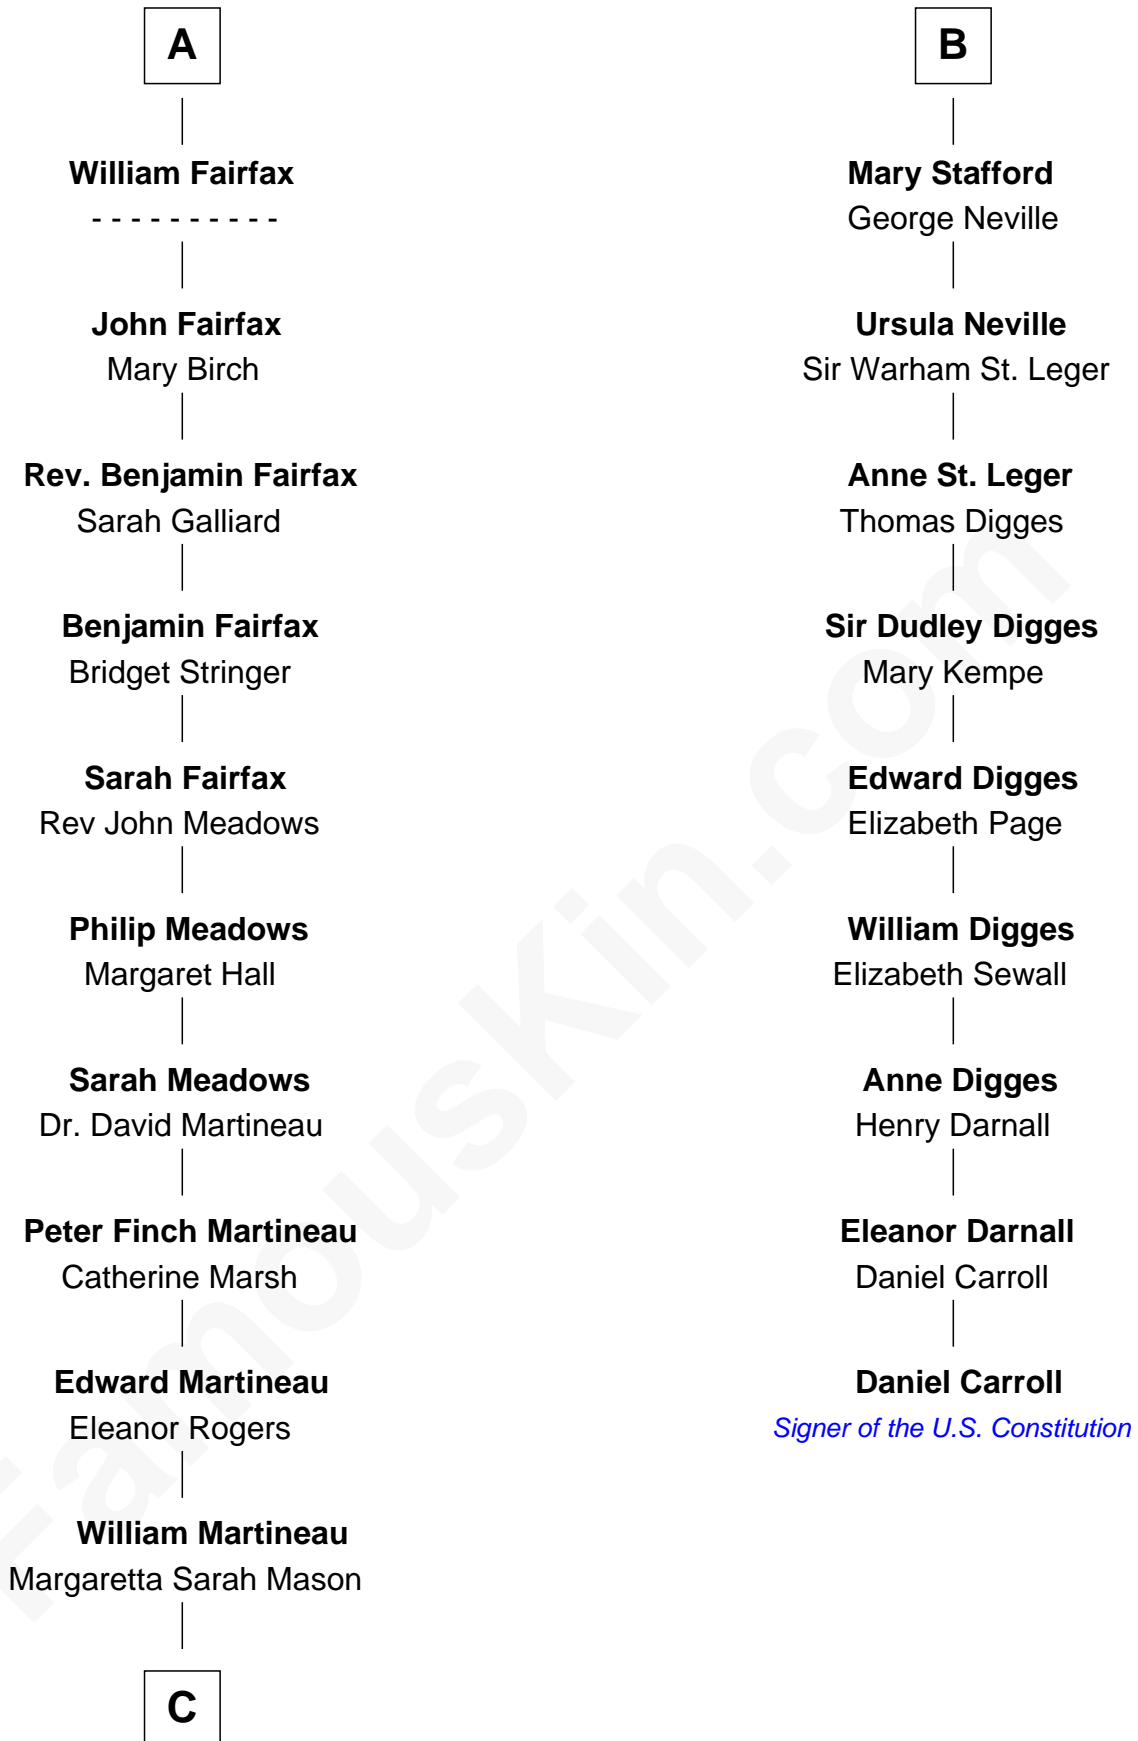 A
William Fairfax
- - - - - - - - - -
John Fairfax
Mary Birch
Rev. Benjamin Fairfax
Sarah Galliard
Benjamin Fairfax
Bridget Stringer
Sarah Fairfax
Rev John Meadows
Philip Meadows
Margaret Hall
Sarah Meadows
Dr. David Martineau
Peter Finch Martineau
Catherine Marsh
Edward Martineau
Eleanor Rogers
William Martineau
Margaretta Sarah Mason
C
B
Mary Stafford
George Neville
Ursula Neville
Sir Warham St. Leger
Anne St. Leger
Thomas Digges
Sir Dudley Digges
Mary Kempe
Edward Digges
Elizabeth Page
William Digges
Elizabeth Sewall
Anne Digges
Henry Darnall
Eleanor Darnall
Daniel Carroll
Daniel Carroll
Signer of the U.S. Constitution
FamousKin.com